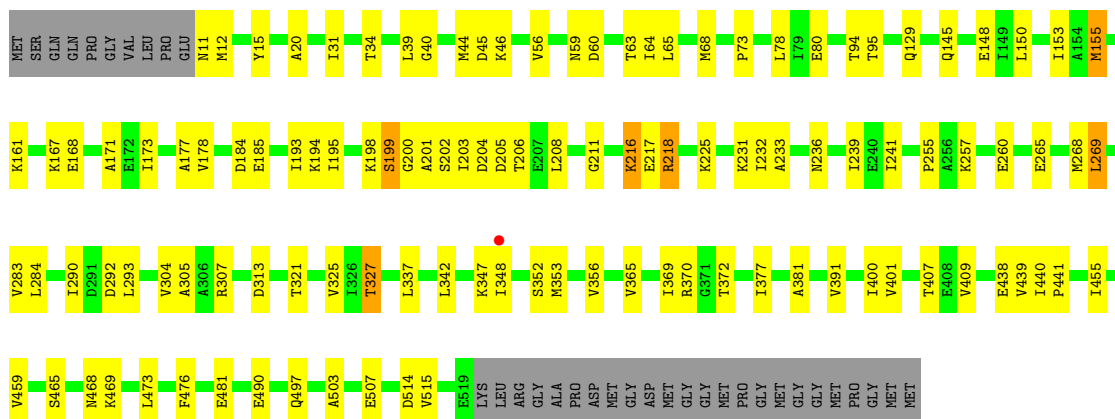 MET SER GLN GLN PRO GLY VAL LEU PRO GLU N11 M12 Y15 A20 I31 T34 L39 G40 M44 D45 K46 V56 N59 D60 T63 I64 L65 M68 P73 L78 I79 E80 T94 T95 Q129 Q145 E148 I149 L150 I153 A154 M155
K161 K167 E168 A171 E172 I173 A177 V178 D184 E185 I193 K194 I195 K198 S199 G200 A201 S202 I203 D204 D205 T206 E207 L208 G211 K216 E217 R218 K225 K231 I232 A233 N236 I239 E240 I241 P255 A256 K257 E260 E265 M268 L269
V283 L284 I290 D291 D292 L293 V304 A305 A306 R307 D313 T321 V325 I326 T327 L337 L342 K347 I348 S352 M353 V356 V365 I369 R370 G371 T372 I377 A381 V391 I400 V401 T407 E408 V409 E438 V439 I440 P441 I455
V459 S465 N468 K469 L473 F476 E481 E490 Q497 A503 E507 D514 V515 E519 LYS LEU ARG GLY ALA PRO ASP MET GLY ASP MET GLY GLY MET PRO GLY MET GLY GLY MET PRO GLY MET MET